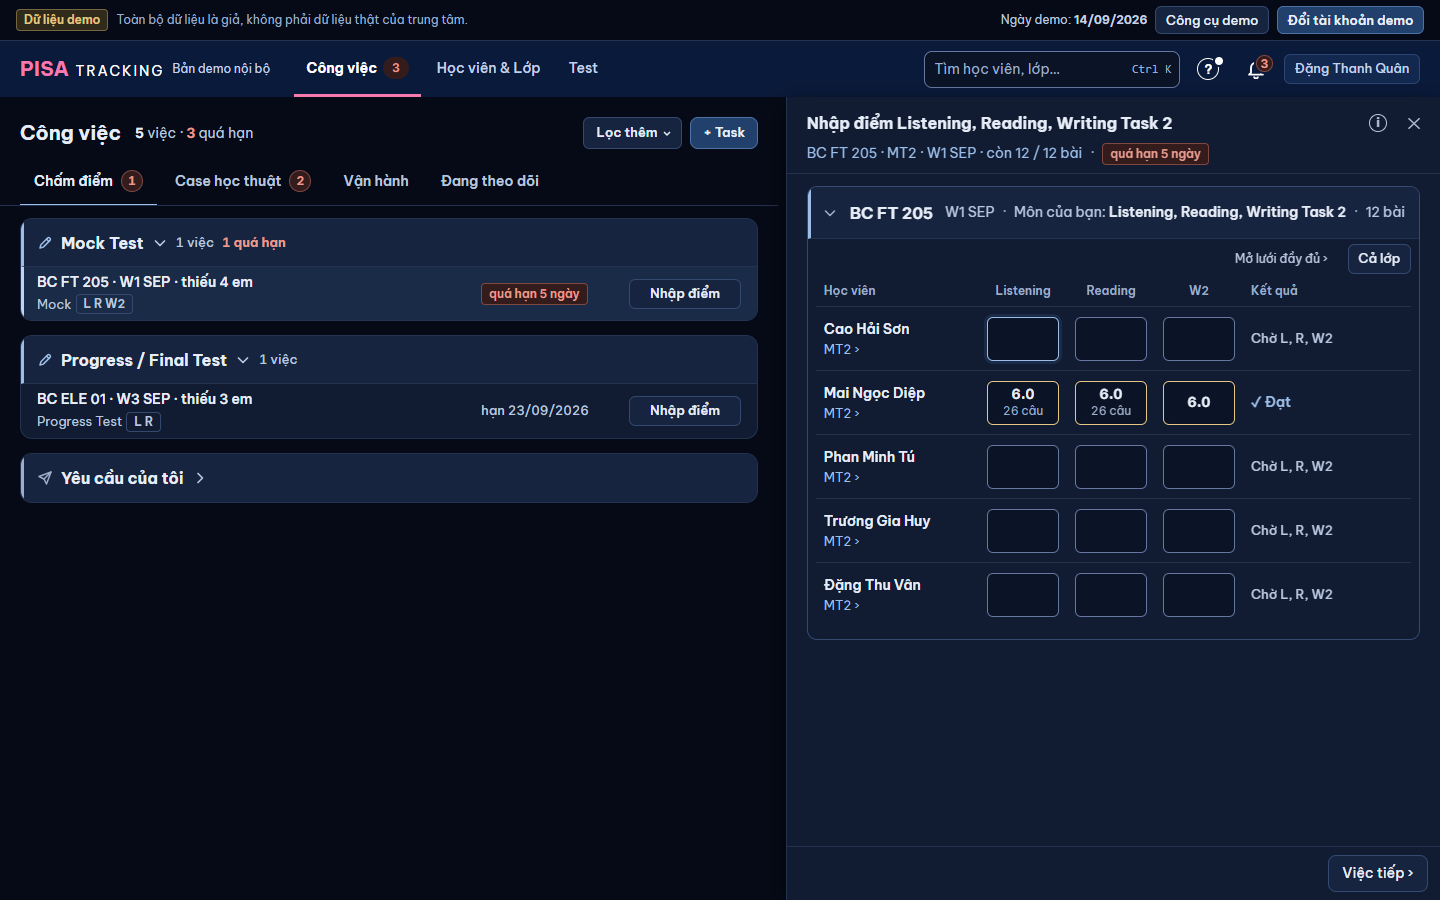 Dữ liệu demo Toàn bộ dữ liệu là giả, không phải dữ liệu thật của trung tâm. Ngày demo: 14/09/2026 Công cụ demo Đổi tài khoản demo
PISA TRACKING Bản demo nội bộ Công việc 3 Học viên & Lớp Test Tìm học viên, lớp... Ctrl K ? 3 Đặng Thanh Quân
Công việc 5 việc · 3 quá hạn Lọc thêm + Task
Chấm điểm 1 Case học thuật 2 Vận hành Đang theo dõi
Mock Test 1 việc 1 quá hạn
BC FT 205 · W1 SEP · thiếu 4 em
Mock L R W2
quá hạn 5 ngày Nhập điểm
Progress / Final Test 1 việc
BC ELE 01 · W3 SEP · thiếu 3 em
Progress Test L R
hạn 23/09/2026 Nhập điểm
Yêu cầu của tôi
Nhập điểm Listening, Reading, Writing Task 2
BC FT 205 · MT2 · W1 SEP · còn 12 / 12 bài · quá hạn 5 ngày
BC FT 205 W1 SEP · Môn của bạn: Listening, Reading, Writing Task 2 · 12 bài
Mở lưới đầy đủ › Cả lớp
Học viên Listening Reading W2 Kết quả
Cao Hải Sơn
MT2 ›
Chờ L, R, W2
Mai Ngọc Diệp
MT2 ›
6.0 6.0 6.0 ✓ Đạt
26 câu 26 câu
Phan Minh Tú
MT2 ›
Chờ L, R, W2
Trương Gia Huy
MT2 ›
Chờ L, R, W2
Đặng Thu Vân
MT2 ›
Chờ L, R, W2
Việc tiếp ›